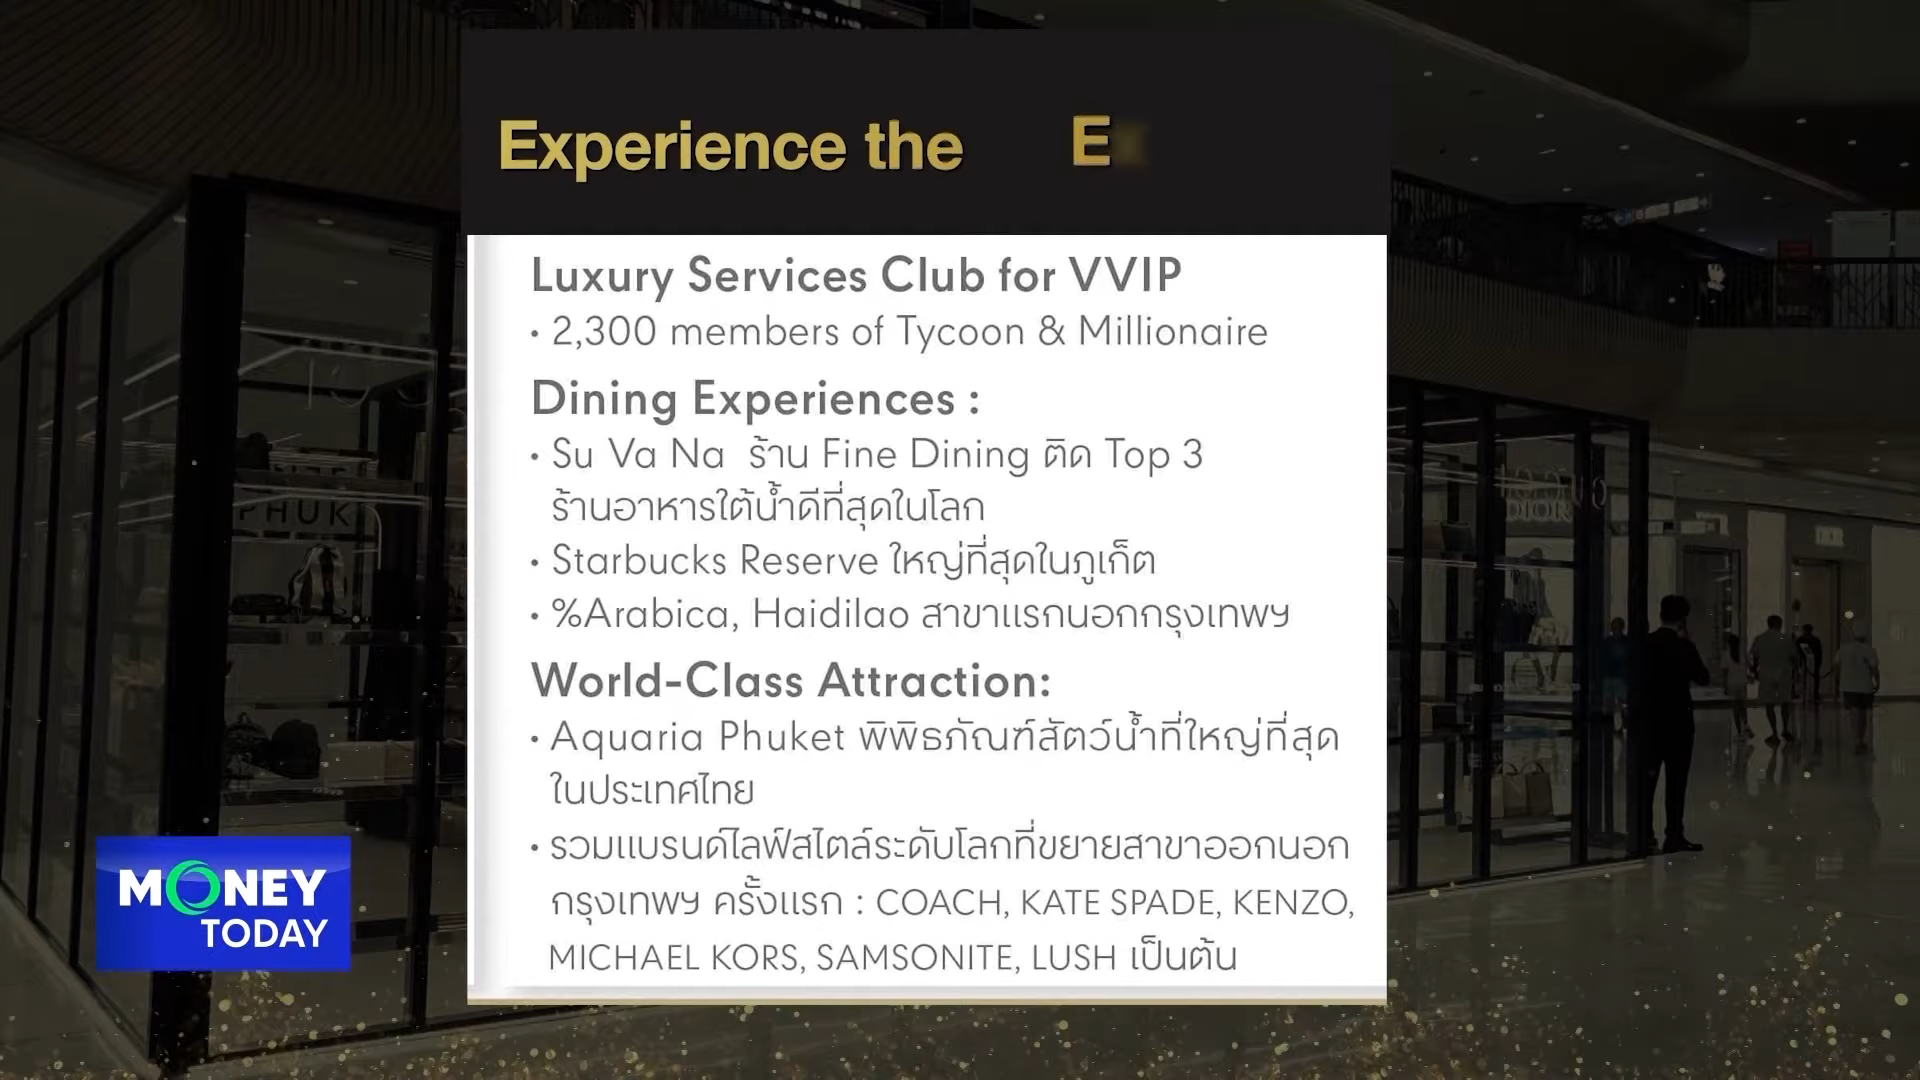 Experience the E
Luxury Services Club for VVIP
• 2,300 members of Tycoon & Millionaire
Dining Experiences :
• Su Va Na ร้าน Fine Dining ติด Top 3
ร้านอาหารใต้น้ำดีที่สุดในโลก
• Starbucks Reserve ใหญ่ที่สุดในภูเก็ต
• %Arabica, Haidilao สาขาแรกนอกกรุงเทพฯ
World-Class Attraction:
• Aquaria Phuket พิพิธภัณฑ์สัตว์น้ำที่ใหญ่ที่สุด
ในประเทศไทย
• รวมแบรนด์ไลฟ์สไตล์ระดับโลกที่ขยายสาขาออกนอก
กรุงเทพฯ ครั้งแรก : COACH, KATE SPADE, KENZO,
MICHAEL KORS, SAMSONITE, LUSH เป็นต้น
MONEY
TODAY
PHUK
DIOR